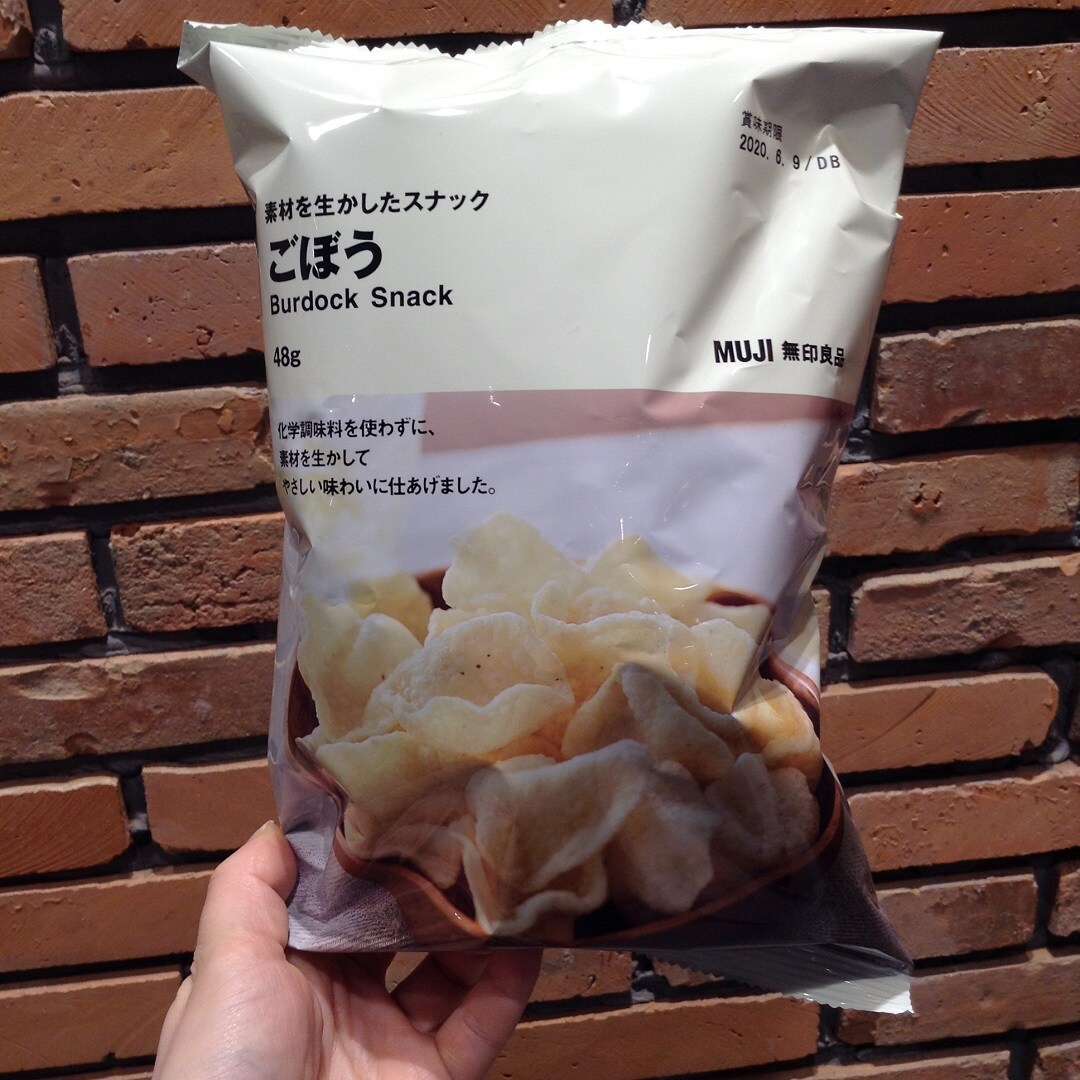 賞味期限
2020. 6. 9/DB
素材を生かしたスナック
ごぼう
Burdock Snack
48g
MUJI 無印良品
化学調味料を使わずに、
素材を生かして
やさしい味わいに仕あげました。